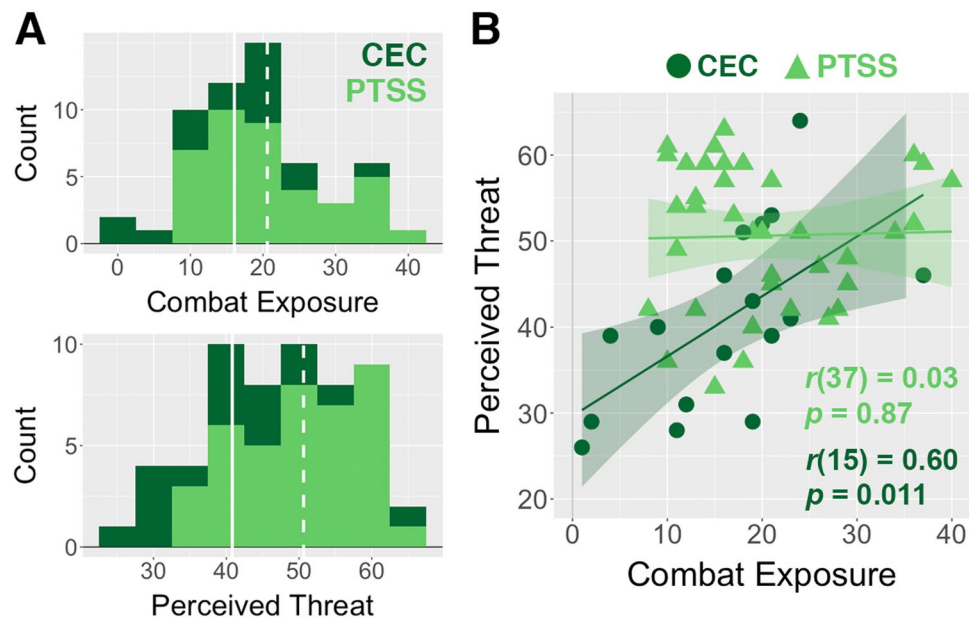 A
CEC
PTSS
Count
10
5
0
0 10 20 30 40
Combat Exposure
Count
10
5
0
30 40 50 60
Perceived Threat
B
CEC PTSS
Perceived Threat
60
50
40
30
20
r(37) = 0.03
p = 0.87
r(15) = 0.60
p = 0.011
0 10 20 30 40
Combat Exposure